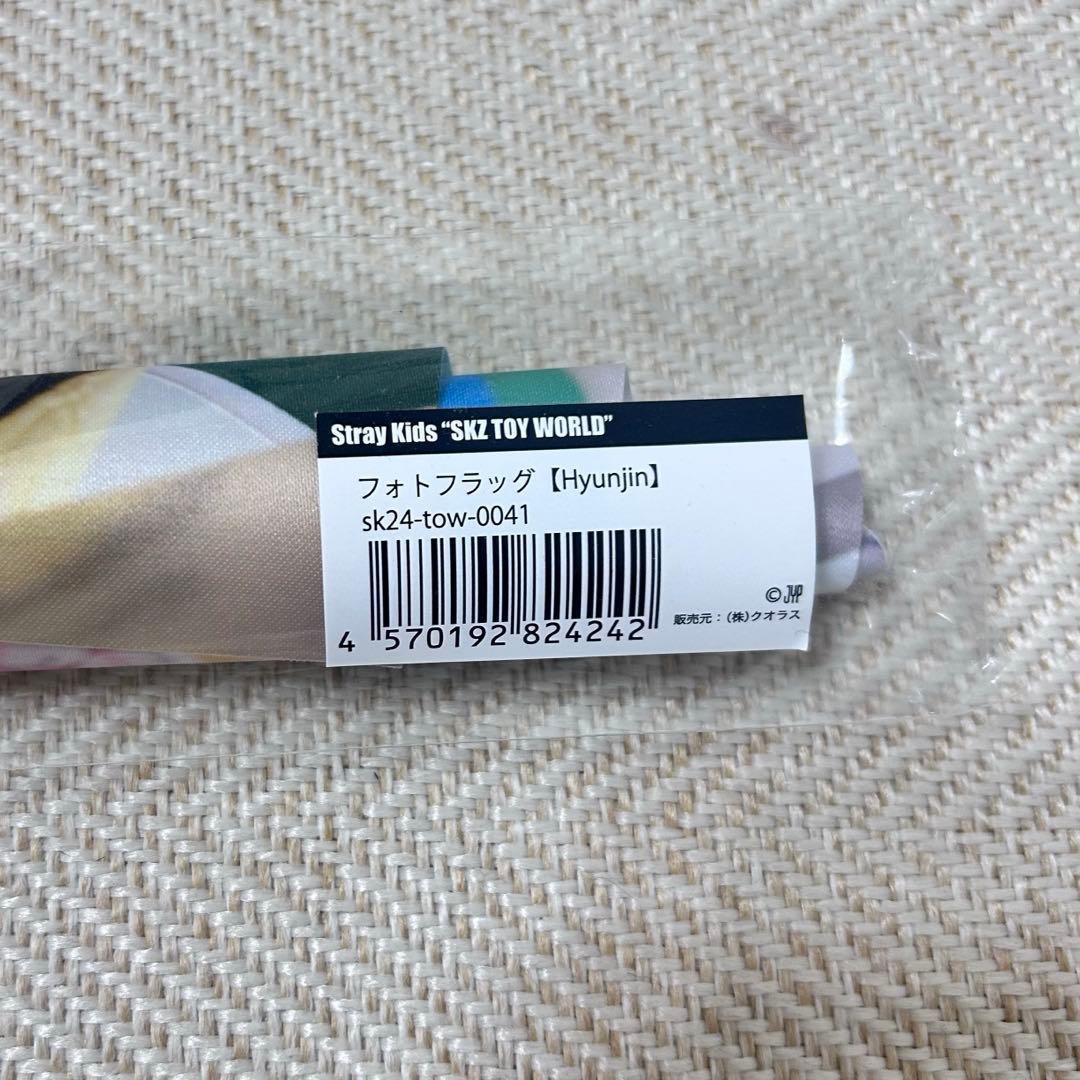 Stray Kids “SKZ TOY WORLD”
フォトフラッグ【Hyunjin】
sk24-tow-0041
4 570192 824242
© JYP
販売元：(株)クオラス